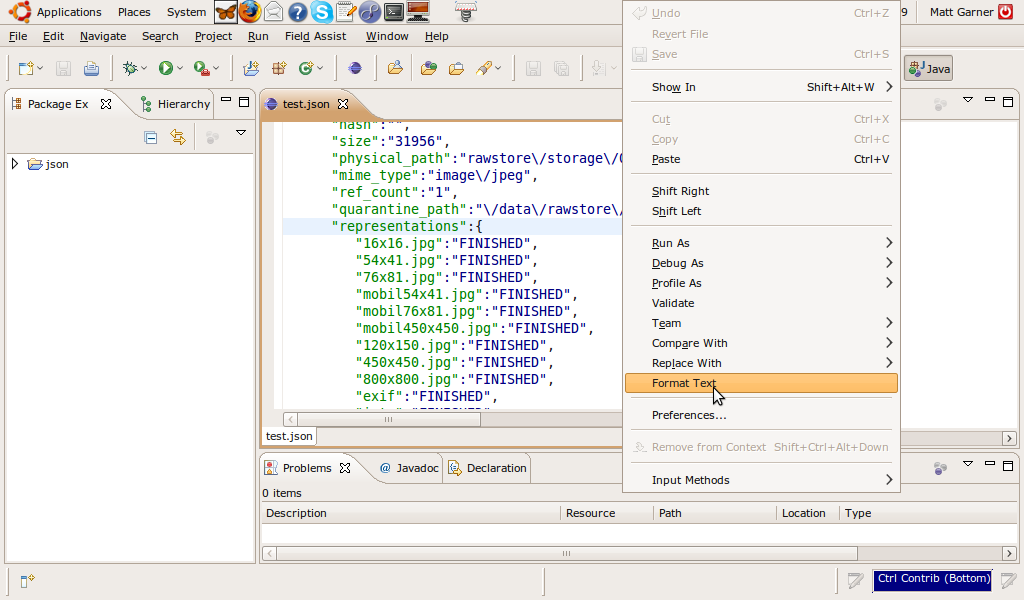 Applications Places System 9 Matt Garner
File Edit Navigate Search Project Run Field Assist Window Help
Java
Package Ex Hierarchy
json
test.json
"hash":"",
"size":"31956",
"physical_path":"rawstore\/storage\/
"mime_type":"image\/jpeg",
"ref_count":"1",
"quarantine_path":"\/data\/rawstore\/
"representations":{
"16x16.jpg":"FINISHED",
"54x41.jpg":"FINISHED",
"76x81.jpg":"FINISHED",
"mobil54x41.jpg":"FINISHED",
"mobil76x81.jpg":"FINISHED",
"mobil450x450.jpg":"FINISHED",
"120x150.jpg":"FINISHED",
"450x450.jpg":"FINISHED",
"800x800.jpg":"FINISHED",
"exif":"FINISHED",
test.json
Undo Ctrl+Z
Revert File
Save Ctrl+S
Show In Shift+Alt+W
Cut Ctrl+X
Copy Ctrl+C
Paste Ctrl+V
Shift Right
Shift Left
Run As
Debug As
Profile As
Validate
Team
Compare With
Replace With
Format Text
Preferences...
Remove from Context Shift+Ctrl+Alt+Down
Input Methods
Problems @ Javadoc Declaration
0 items
Description Resource Path Location Type
Ctrl Contrib (Bottom)